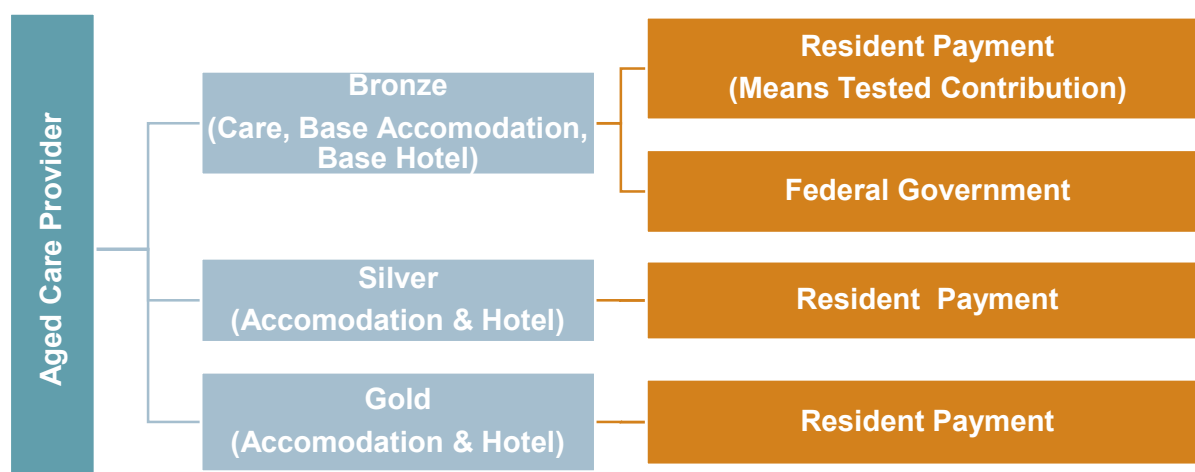 Aged Care Provider
Bronze
(Care, Base Accomodation,
Base Hotel)
Resident Payment
(Means Tested Contribution)
Federal Government
Silver
(Accomodation & Hotel)
Resident Payment
Gold
(Accomodation & Hotel)
Resident Payment